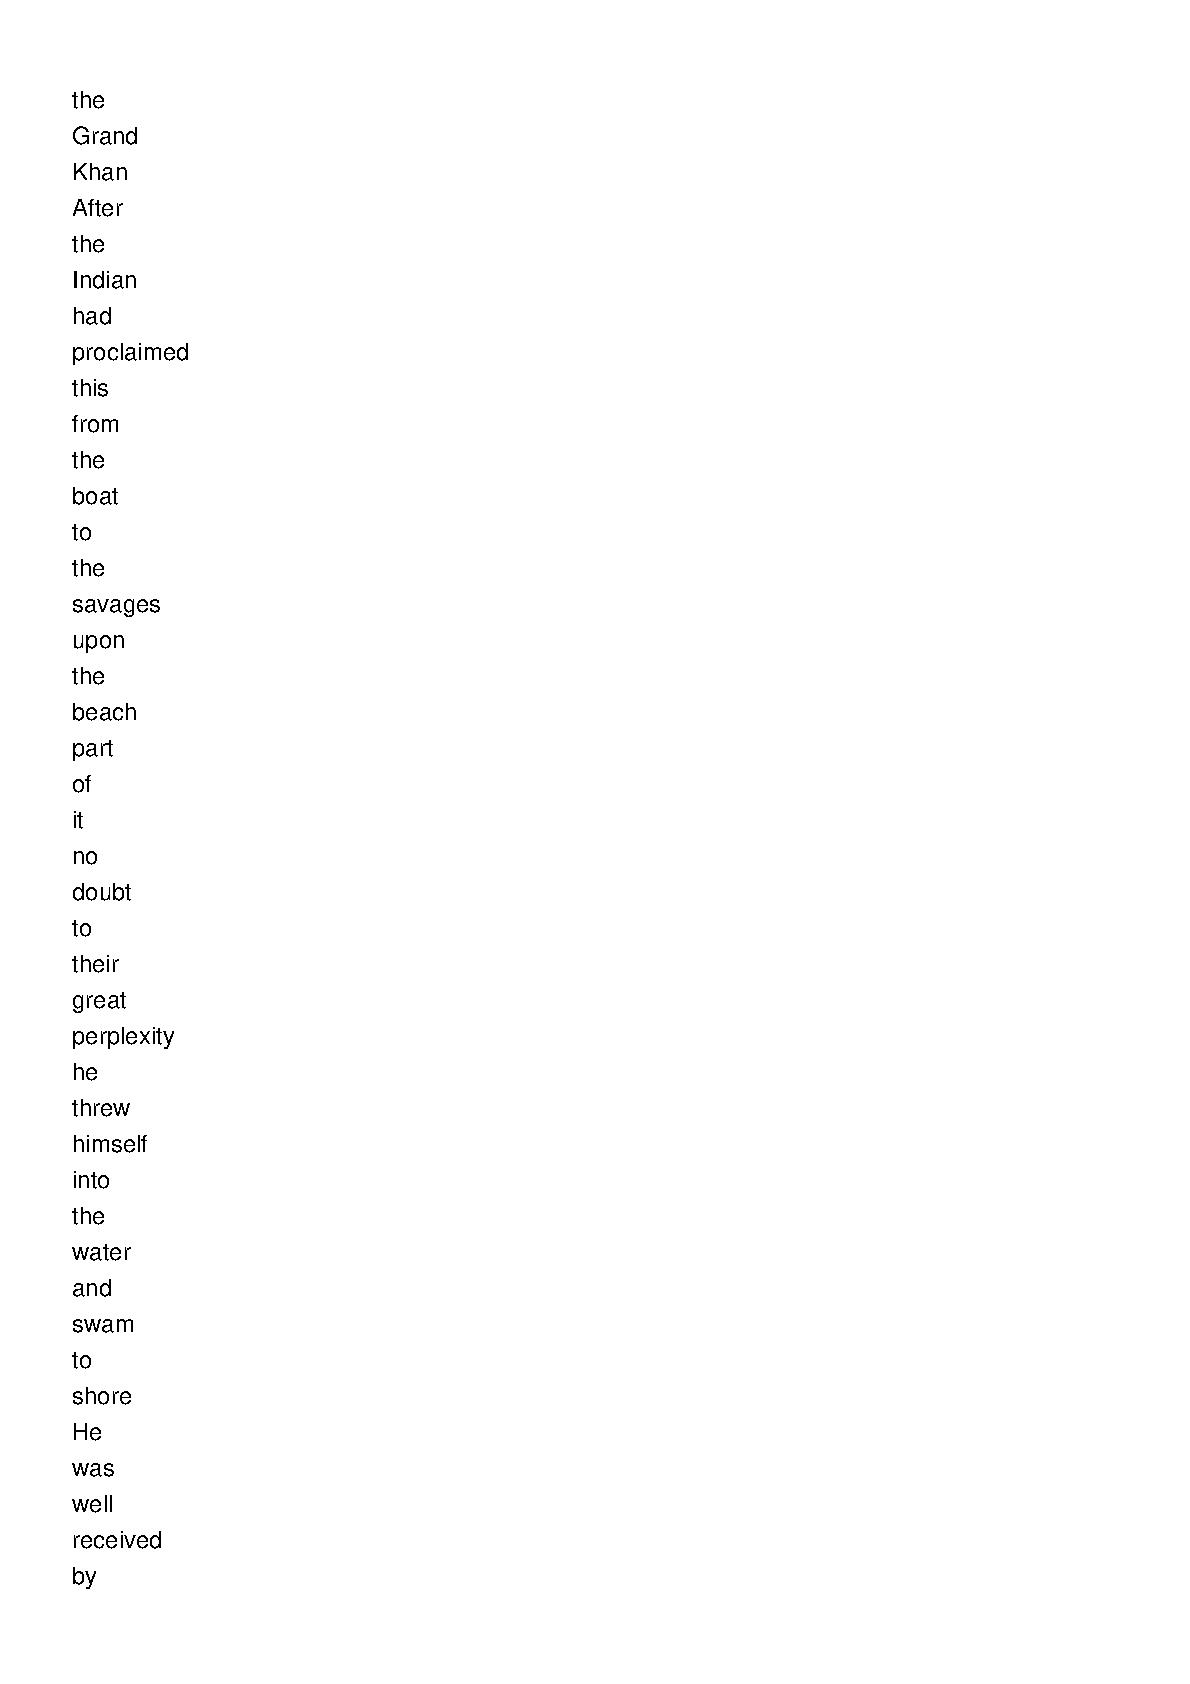 the
Grand
Khan
After
the
Indian
had
proclaimed
this
from
the
boat
to
the
savages
upon
the
beach
part
of
it
no
doubt
to
their
great
perplexity
he
threw
himself
into
the
water
and
swam
to
shore
He
was
well
received
by